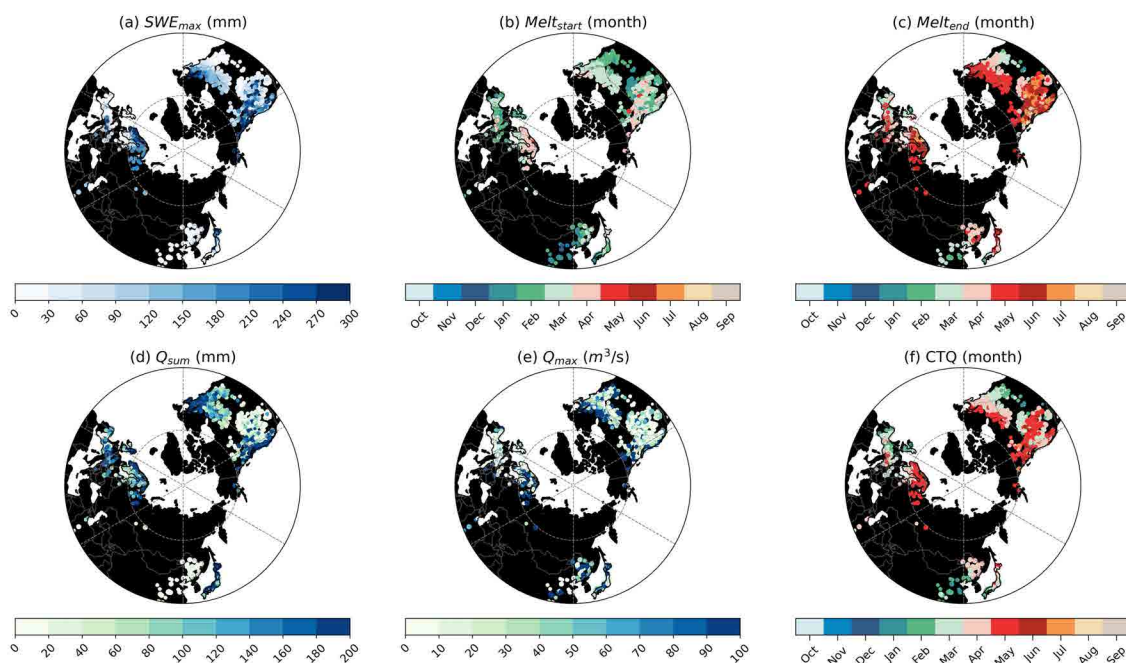 (a) SWEmax (mm)
(b) Meltstart (month)
(c) Meltend (month)
0 30 60 90 120 150 180 210 240 270 300
Oct Nov Dec Jan Feb Mar Apr May Jun Jul Aug Sep
Oct Nov Dec Jan Feb Mar Apr May Jun Jul Aug Sep
(d) Qsum (mm)
(e) Qmax (m³/s)
(f) CTQ (month)
0 20 40 60 80 100 120 140 160 180 200
0 10 20 30 40 50 60 70 80 90 100
Oct Nov Dec Jan Feb Mar Apr May Jun Jul Aug Sep